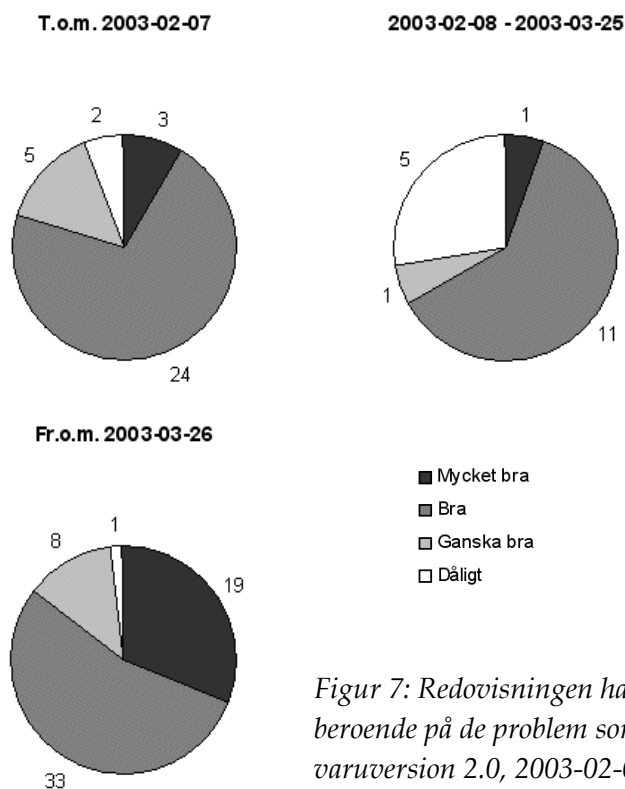 T.o.m. 2003-02-07
2003-02-08 - 2003-03-25
2
3
5
24
1
5
1
11
Fr.o.m. 2003-03-26
1
8
19
33
Mycket bra
Bra
Ganska bra
Dåligt
Figur 7: Redovisningen ha
beroende på de problem son
varuversion 2.0, 2003-02-0